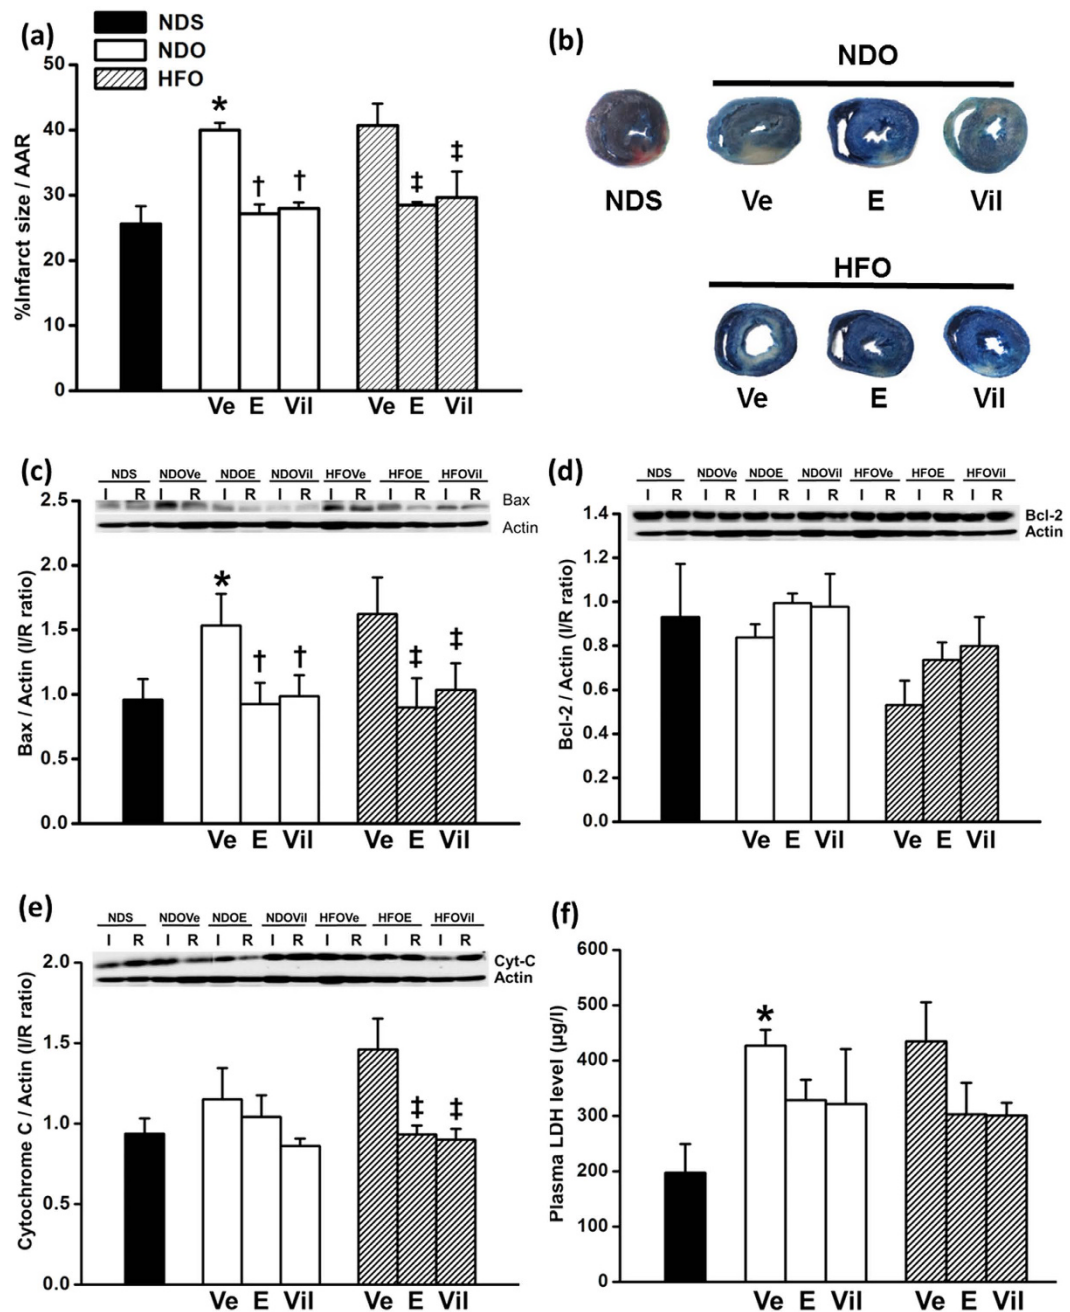 (a)
NDS
NDO
HFO
%Infarct size / AAR
50
40
30
20
10
0
*
†
†
‡
‡
Ve E Vil
Ve E Vil
(b)
NDO
NDS
Ve
E
Vil
HFO
Ve
E
Vil
(c)
NDS NDOVe NDOE NDOVil HFOVe HFOE HFOVil
I R I R I R I R I R I R I R
Bax
Actin
Bax / Actin (I/R ratio)
2.5
2.0
1.5
1.0
0.5
0.0
*
†
†
‡
‡
Ve E Vil
Ve E Vil
(d)
NDS NDOVe NDOE NDOVil HFOVe HFOE HFOVil
I R I R I R I R I R I R I R
Bcl-2
Actin
Bcl-2 / Actin (I/R ratio)
1.4
1.2
1.0
0.8
0.6
0.4
0.2
0.0
Ve E Vil
Ve E Vil
(e)
NDS NDOVe NDOE NDOVil HFOVe HFOE HFOVil
I R I R I R I R I R I R I R
Cyt-C
Actin
Cytochrome C / Actin (I/R ratio)
2.0
1.5
1.0
0.5
0.0
‡
‡
Ve E Vil
Ve E Vil
(f)
Plasma LDH level (µg/l)
600
500
400
300
200
100
0
*
Ve E Vil
Ve E Vil